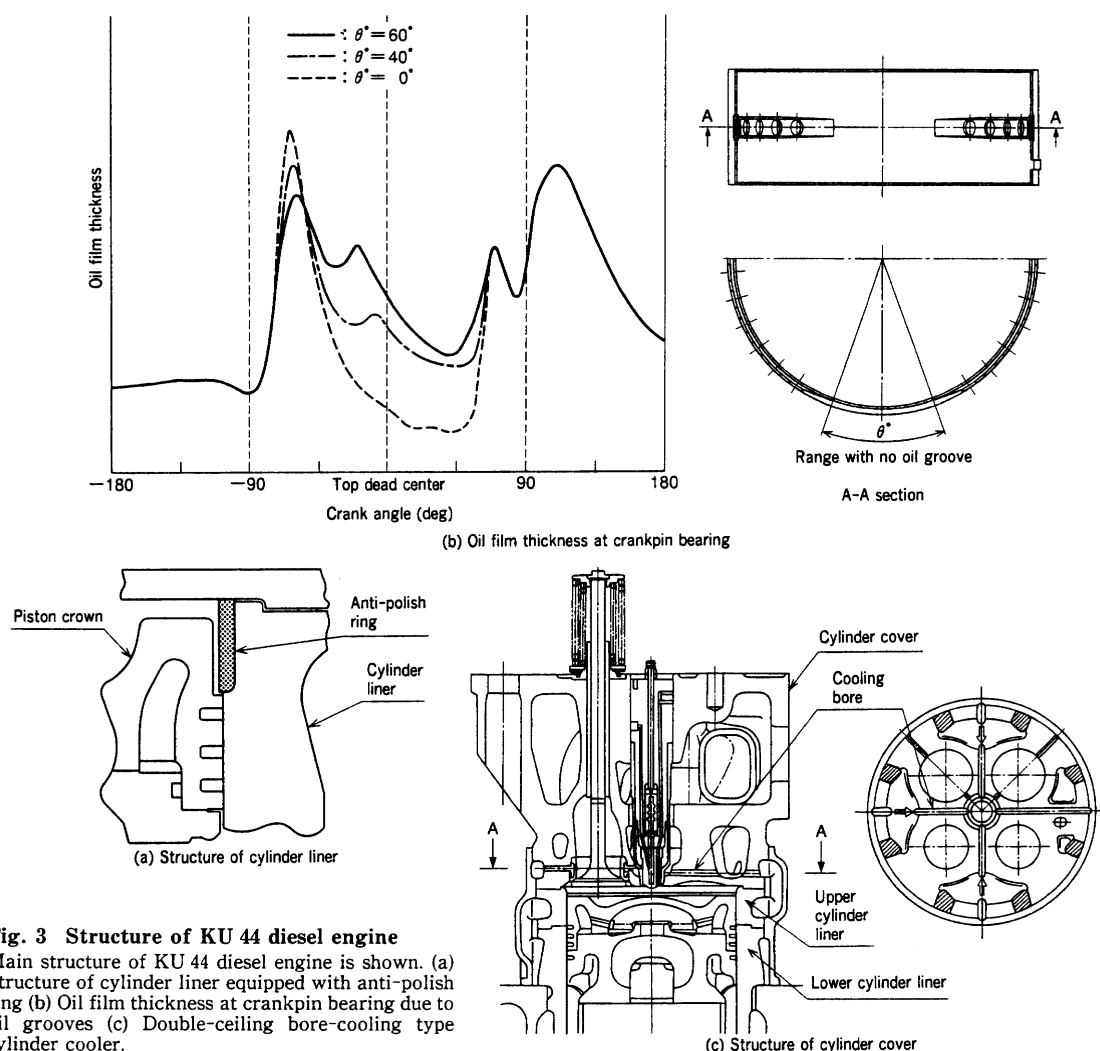 : θ°=60°
: θ°=40°
: θ°= 0°
Oil film thickness
−180
−90
Top dead center
90
180
Crank angle (deg)
A
A
θ°
Range with no oil groove
A-A section
(b) Oil film thickness at crankpin bearing
Piston crown
Anti-polish
ring
Cylinder
liner
(a) Structure of cylinder liner
Cylinder cover
Cooling
bore
A
A
Upper
cylinder
liner
Lower cylinder liner
(c) Structure of cylinder cover
ig. 3 Structure of KU 44 diesel engine
Main structure of KU 44 diesel engine is shown. (a)
tructure of cylinder liner equipped with anti-polish
ing (b) Oil film thickness at crankpin bearing due to
il grooves (c) Double-ceiling bore-cooling type
ylinder cooler.